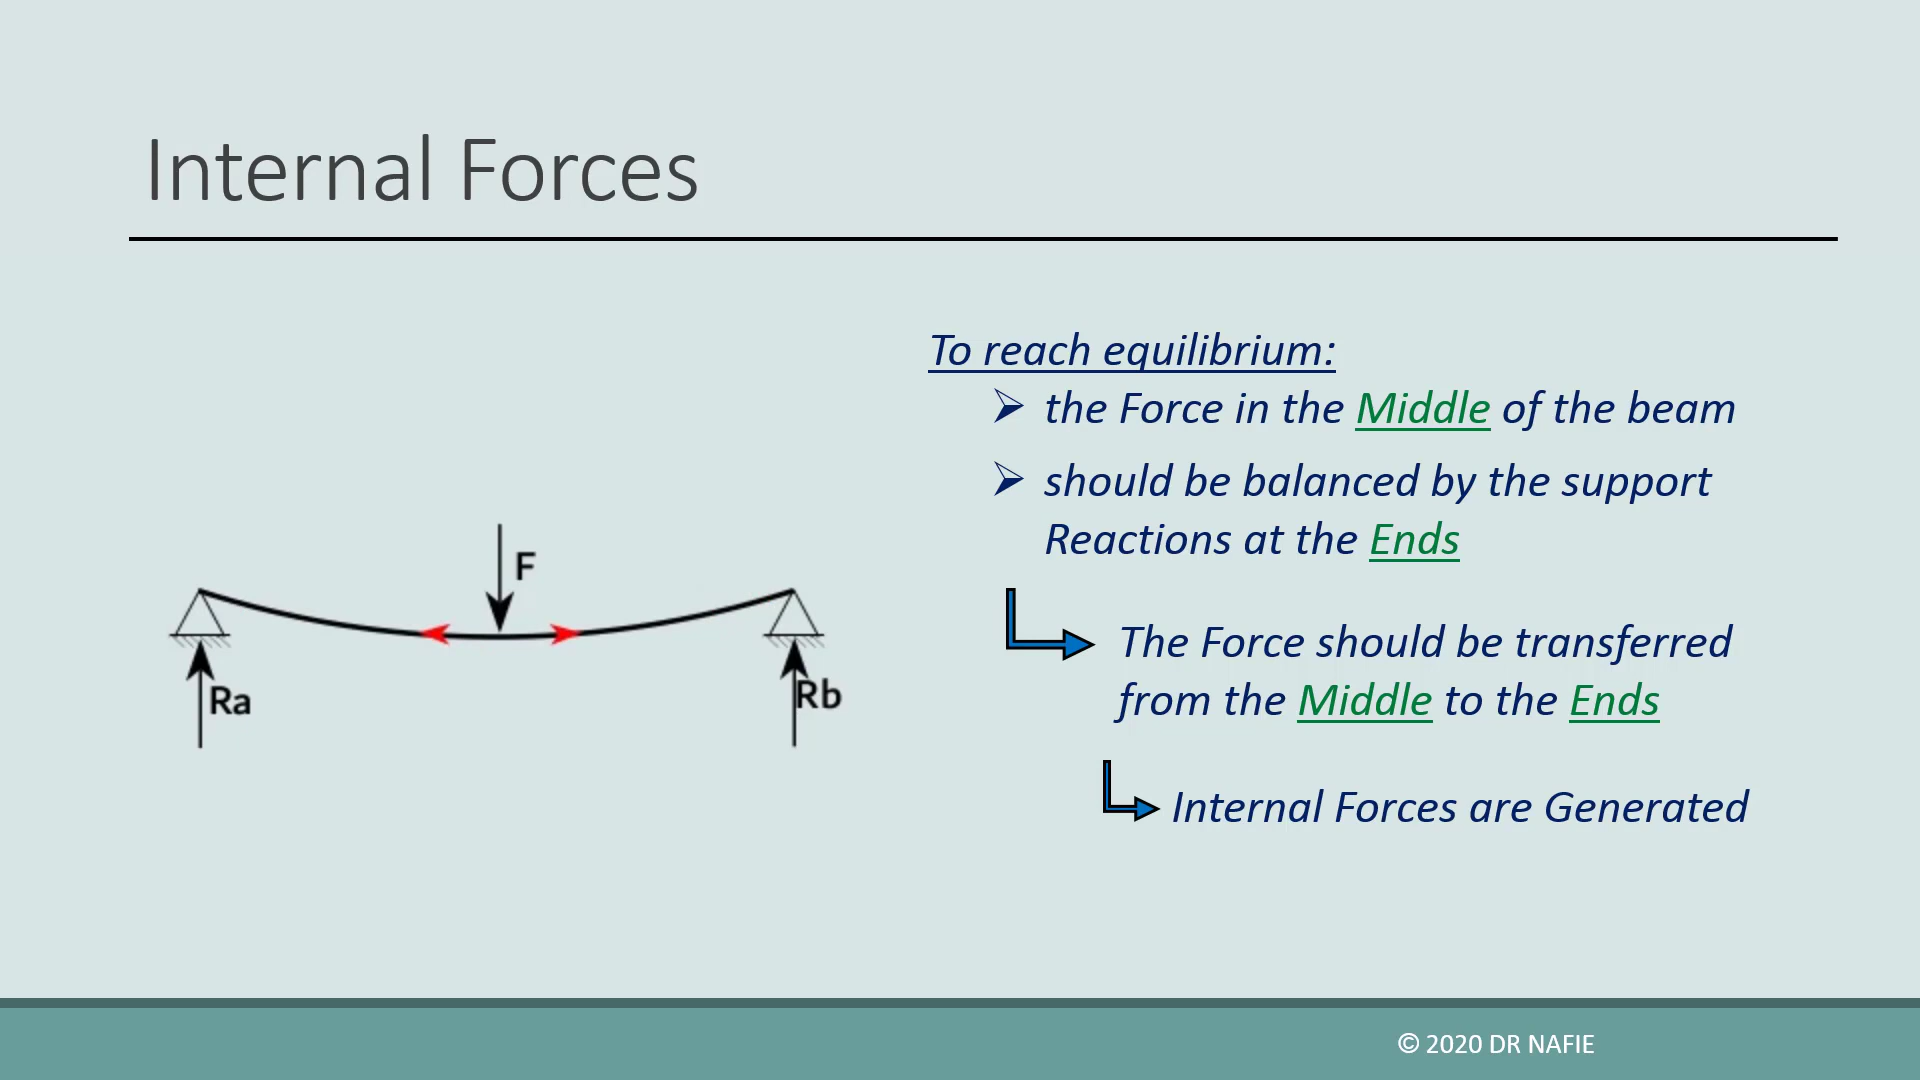 Internal Forces
To reach equilibrium:
the Force in the Middle of the beam
should be balanced by the support
Reactions at the Ends
F
Ra
Rb
The Force should be transferred
from the Middle to the Ends
Internal Forces are Generated
© 2020 DR NAFIE